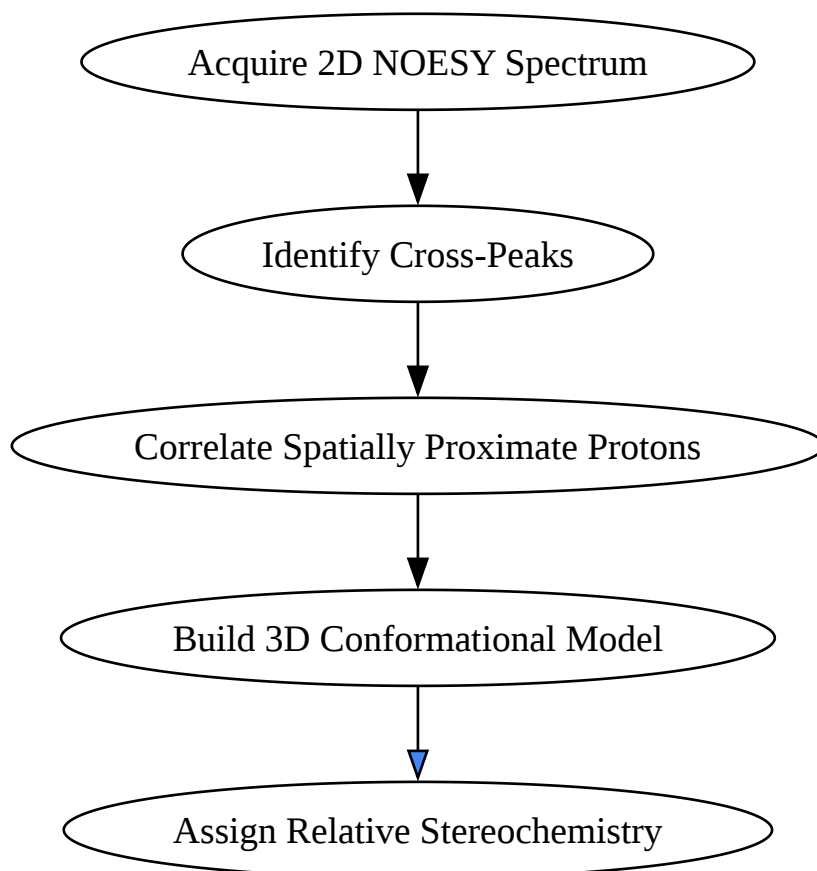 Acquire 2D NOESY Spectrum
Identify Cross-Peaks
Correlate Spatially Proximate Protons
Build 3D Conformational Model
Assign Relative Stereochemistry